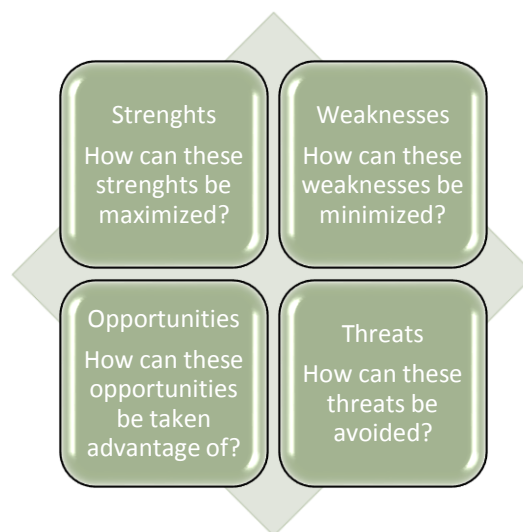 Strenghts
How can these
strenghts be
maximized?
Weaknesses
How can these
weaknesses be
minimized?
Opportunities
How can these
opportunities
be taken
advantage of?
Threats
How can these
threats be
avoided?